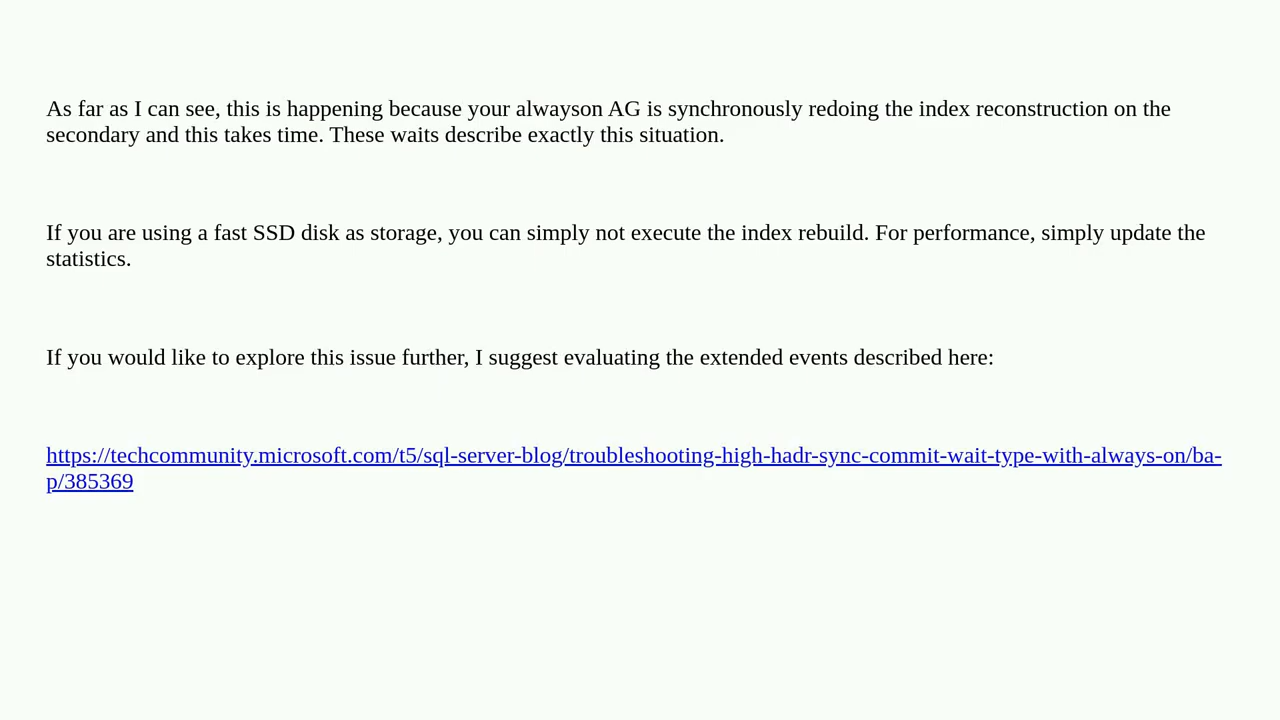 As far as I can see, this is happening because your alwayson AG is synchronously redoing the index reconstruction on the
secondary and this takes time. These waits describe exactly this situation.
If you are using a fast SSD disk as storage, you can simply not execute the index rebuild. For performance, simply update the
statistics.
If you would like to explore this issue further, I suggest evaluating the extended events described here:
https://techcommunity.microsoft.com/t5/sql-server-blog/troubleshooting-high-hadr-sync-commit-wait-type-with-always-on/ba-
p/385369